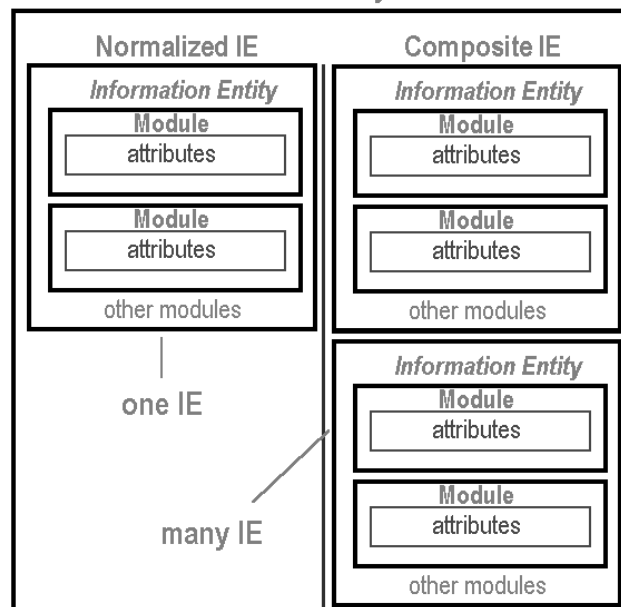 Normalized IE
Information Entity
Module
attributes
Module
attributes
other modules
one IE
many IE
Composite IE
Information Entity
Module
attributes
Module
attributes
other modules
Information Entity
Module
attributes
Module
attributes
other modules